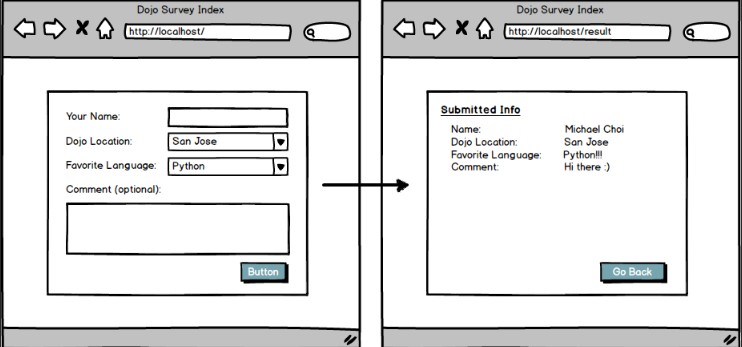 Dojo Survey Index
http://localhost/
Your Name:
Dojo Location: San Jose
Favorite Language: Python
Comment (optional):
Button
Dojo Survey Index
http://localhost/result
Submitted Info
Name: Michael Choi
Dojo Location: San Jose
Favorite Language: Python!!!
Comment: Hi there :)
Go Back